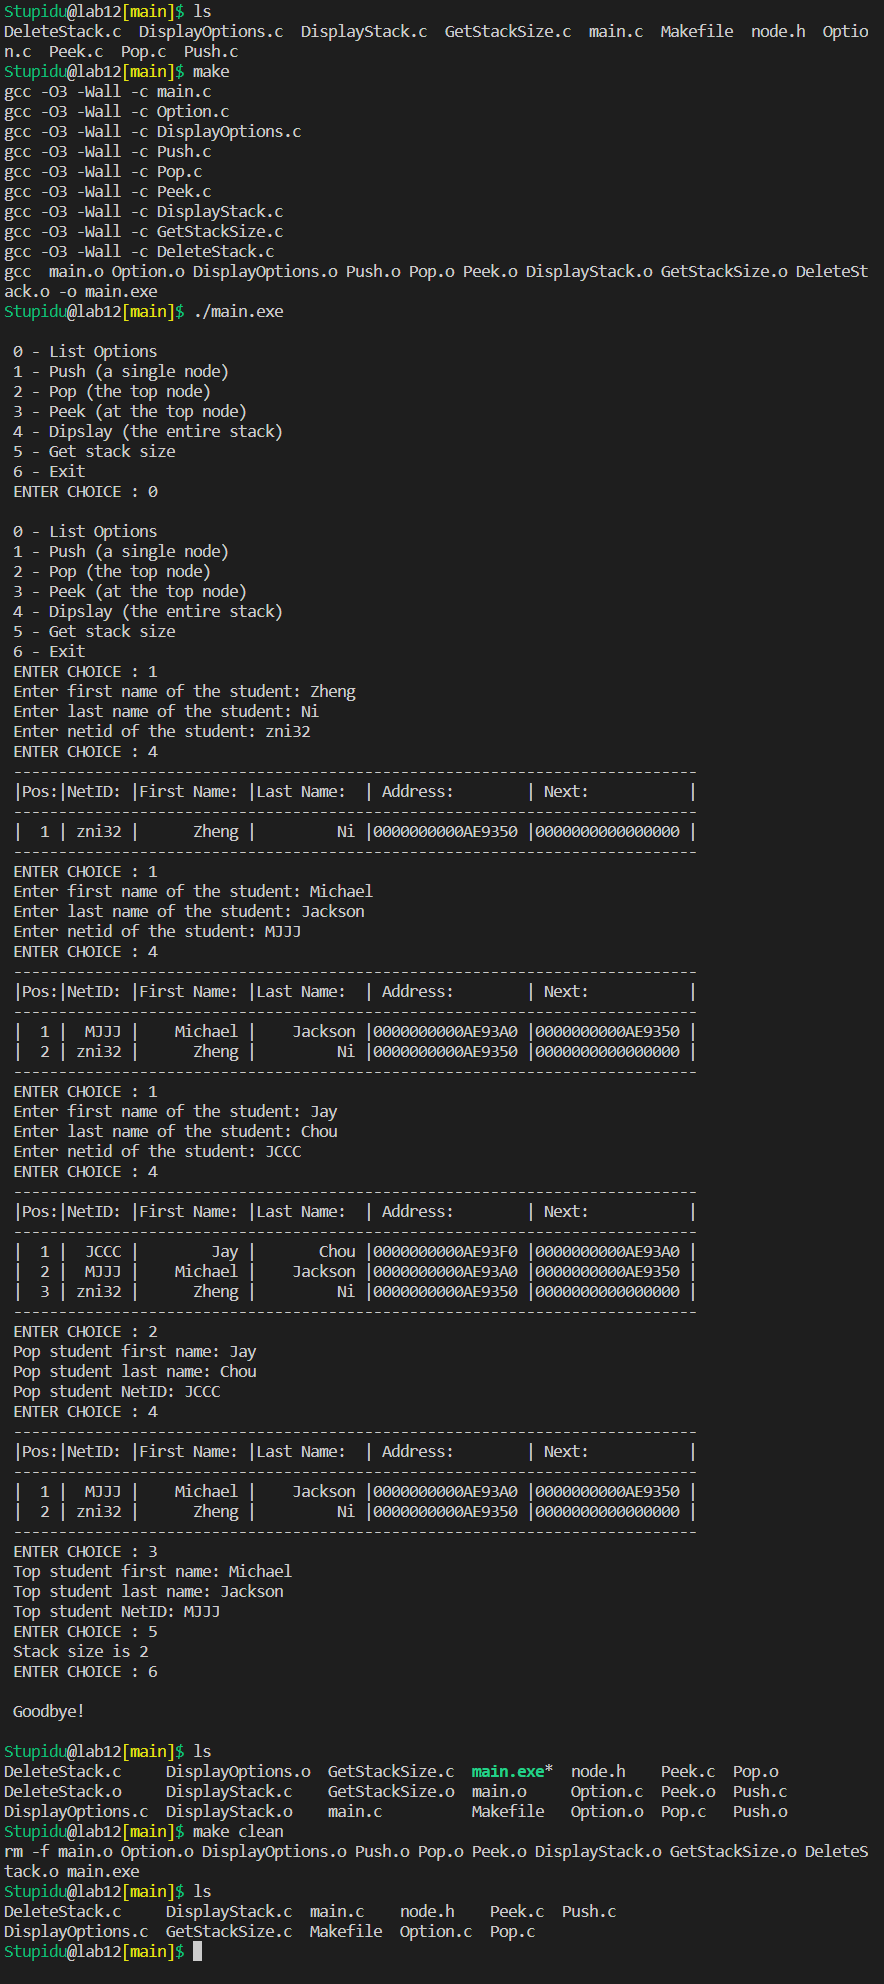 Stupidu@lab12[main]$ ls
DeleteStack.c  DisplayOptions.c  DisplayStack.c  GetStackSize.c  main.c  Makefile  node.h  Optio
n.c  Peek.c  Pop.c  Push.c
Stupidu@lab12[main]$ make
gcc -O3 -Wall -c main.c
gcc -O3 -Wall -c Option.c
gcc -O3 -Wall -c DisplayOptions.c
gcc -O3 -Wall -c Push.c
gcc -O3 -Wall -c Pop.c
gcc -O3 -Wall -c Peek.c
gcc -O3 -Wall -c DisplayStack.c
gcc -O3 -Wall -c GetStackSize.c
gcc -O3 -Wall -c DeleteStack.c
gcc  main.o Option.o DisplayOptions.o Push.o Pop.o Peek.o DisplayStack.o GetStackSize.o DeleteSt
ack.o -o main.exe
Stupidu@lab12[main]$ ./main.exe

 0 - List Options
 1 - Push (a single node)
 2 - Pop (the top node)
 3 - Peek (at the top node)
 4 - Dipslay (the entire stack)
 5 - Get stack size
 6 - Exit
 ENTER CHOICE : 0

 0 - List Options
 1 - Push (a single node)
 2 - Pop (the top node)
 3 - Peek (at the top node)
 4 - Dipslay (the entire stack)
 5 - Get stack size
 6 - Exit
 ENTER CHOICE : 1
 Enter first name of the student: Zheng
 Enter last name of the student: Ni
 Enter netid of the student: zni32
 ENTER CHOICE : 4
 ----------------------------------------------------------------------------
 |Pos:|NetID: |First Name: |Last Name:  | Address:        | Next:           |
 ----------------------------------------------------------------------------
 |  1 | zni32 |      Zheng |         Ni |0000000000AE9350 |0000000000000000 |
 ----------------------------------------------------------------------------
 ENTER CHOICE : 1
 Enter first name of the student: Michael
 Enter last name of the student: Jackson
 Enter netid of the student: MJJJ
 ENTER CHOICE : 4
 ----------------------------------------------------------------------------
 |Pos:|NetID: |First Name: |Last Name:  | Address:        | Next:           |
 ----------------------------------------------------------------------------
 |  1 |  MJJJ |    Michael |    Jackson |0000000000AE93A0 |0000000000AE9350 |
 |  2 | zni32 |      Zheng |         Ni |0000000000AE9350 |0000000000000000 |
 ----------------------------------------------------------------------------
 ENTER CHOICE : 1
 Enter first name of the student: Jay
 Enter last name of the student: Chou
 Enter netid of the student: JCCC
 ENTER CHOICE : 4
 ----------------------------------------------------------------------------
 |Pos:|NetID: |First Name: |Last Name:  | Address:        | Next:           |
 ----------------------------------------------------------------------------
 |  1 |  JCCC |        Jay |       Chou |0000000000AE93F0 |0000000000AE93A0 |
 |  2 |  MJJJ |    Michael |    Jackson |0000000000AE93A0 |0000000000AE9350 |
 |  3 | zni32 |      Zheng |         Ni |0000000000AE9350 |0000000000000000 |
 ----------------------------------------------------------------------------
 ENTER CHOICE : 2
 Pop student first name: Jay
 Pop student last name: Chou
 Pop student NetID: JCCC
 ENTER CHOICE : 4
 ----------------------------------------------------------------------------
 |Pos:|NetID: |First Name: |Last Name:  | Address:        | Next:           |
 ----------------------------------------------------------------------------
 |  1 |  MJJJ |    Michael |    Jackson |0000000000AE93A0 |0000000000AE9350 |
 |  2 | zni32 |      Zheng |         Ni |0000000000AE9350 |0000000000000000 |
 ----------------------------------------------------------------------------
 ENTER CHOICE : 3
 Top student first name: Michael
 Top student last name: Jackson
 Top student NetID: MJJJ
 ENTER CHOICE : 5
 Stack size is 2
 ENTER CHOICE : 6

 Goodbye!

Stupidu@lab12[main]$ ls
DeleteStack.c     DisplayOptions.o  GetStackSize.c  main.exe*  node.h    Peek.c  Pop.o
DeleteStack.o     DisplayStack.c    GetStackSize.o  main.o     Option.c  Peek.o  Push.c
DisplayOptions.c  DisplayStack.o    main.c          Makefile   Option.o  Pop.c   Push.o
Stupidu@lab12[main]$ make clean
rm -f main.o Option.o DisplayOptions.o Push.o Pop.o Peek.o DisplayStack.o GetStackSize.o DeleteS
tack.o main.exe
Stupidu@lab12[main]$ ls
DeleteStack.c     DisplayStack.c  main.c    node.h    Peek.c  Push.c
DisplayOptions.c  GetStackSize.c  Makefile  Option.c  Pop.c
Stupidu@lab12[main]$